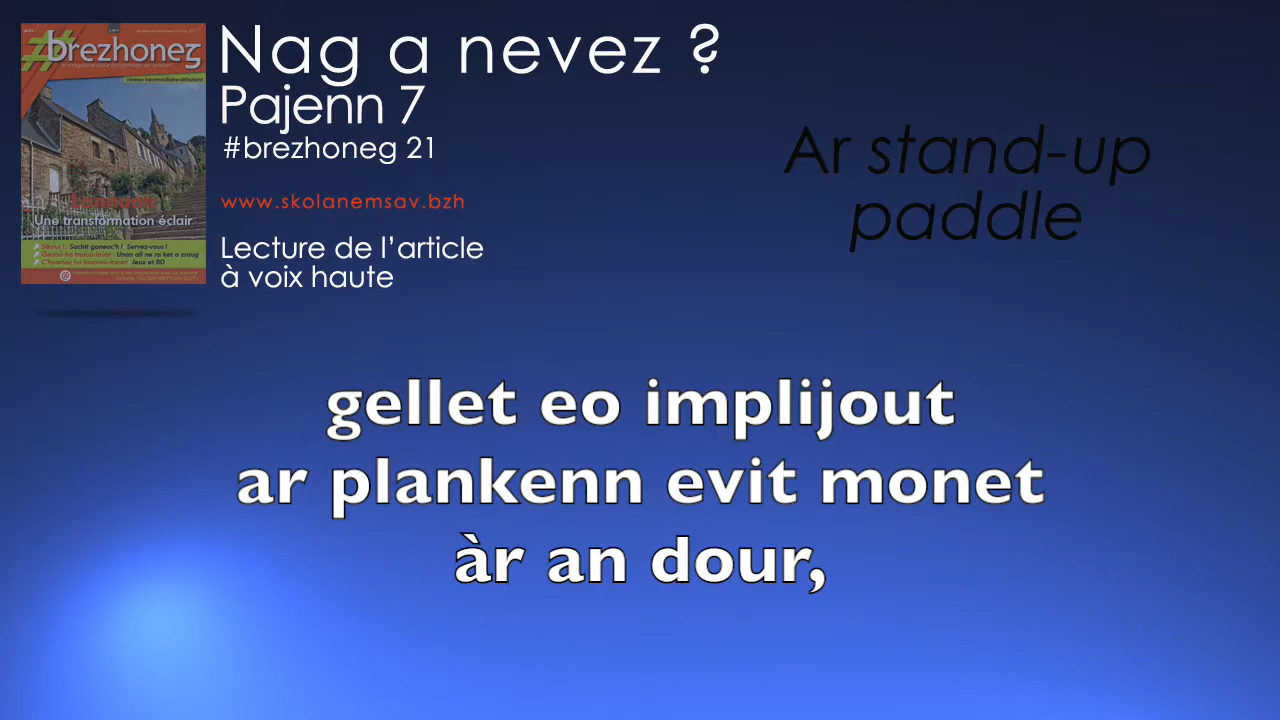 #brezhoneg
Nag a nevez ?
Pajenn 7
#brezhoneg 21
www.skolanemsav.bzh
Lecture de l’article
à voix haute
Lannuon
Une transformation éclair
Ar stand-up
paddle
gellet eo implijout
ar plankenn evit monet
àr an dour,